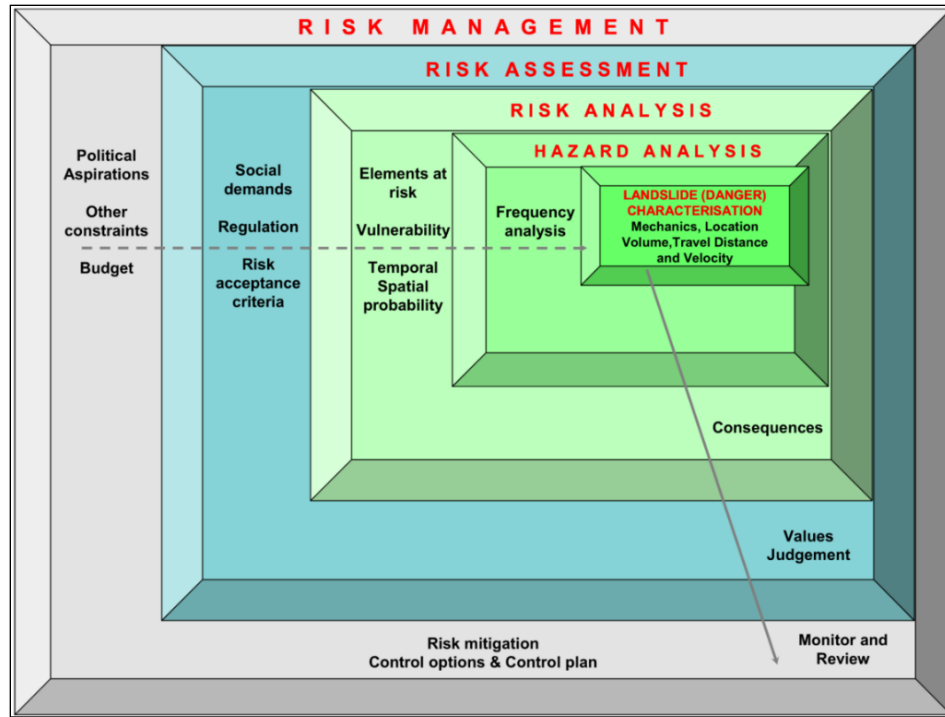 RISK MANAGEMENT
RISK ASSESSMENT
RISK ANALYSIS
HAZARD ANALYSIS
Political
Aspirations
Other
constraints
Budget
Social
demands
Regulation
Risk
acceptance
criteria
Elements at
risk
Vulnerability
Temporal
Spatial
probability
Frequency
analysis
LANDSLIDE (DANGER)
CHARACTERISATION
Mechanics, Location
Volume,Travel Distance
and Velocity
Consequences
Values
Judgement
Risk mitigation
Control options & Control plan
Monitor and
Review